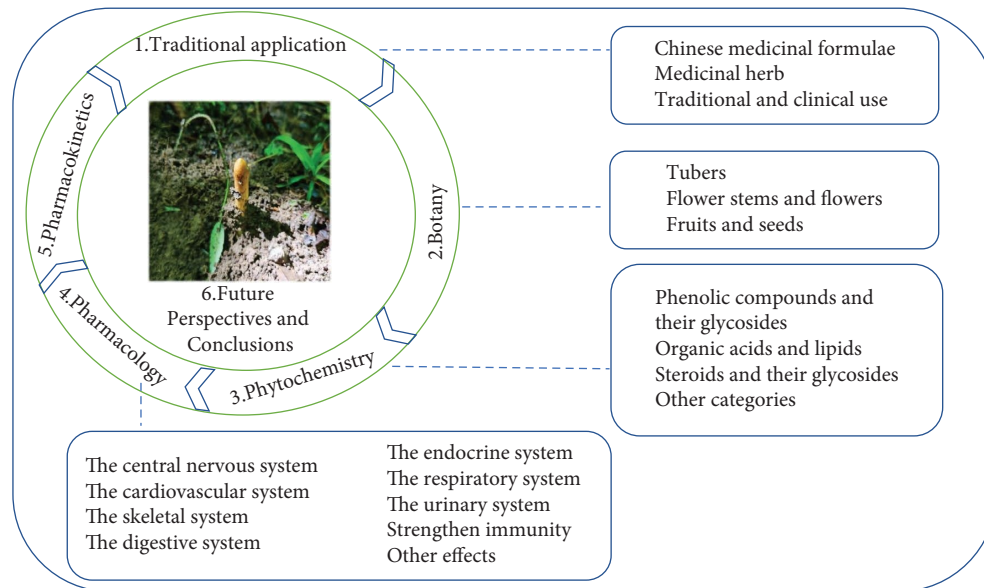 1.Traditional application
Chinese medicinal formulae
Medicinal herb
Traditional and clinical use
2.Botany
Tubers
Flower stems and flowers
Fruits and seeds
3.Phytochemistry
Phenolic compounds and
their glycosides
Organic acids and lipids
Steroids and their glycosides
Other categories
4.Pharmacology
The central nervous system
The cardiovascular system
The skeletal system
The digestive system
The endocrine system
The respiratory system
The urinary system
Strengthen immunity
Other effects
5.Pharmacokinetics
6.Future
Perspectives and
Conclusions